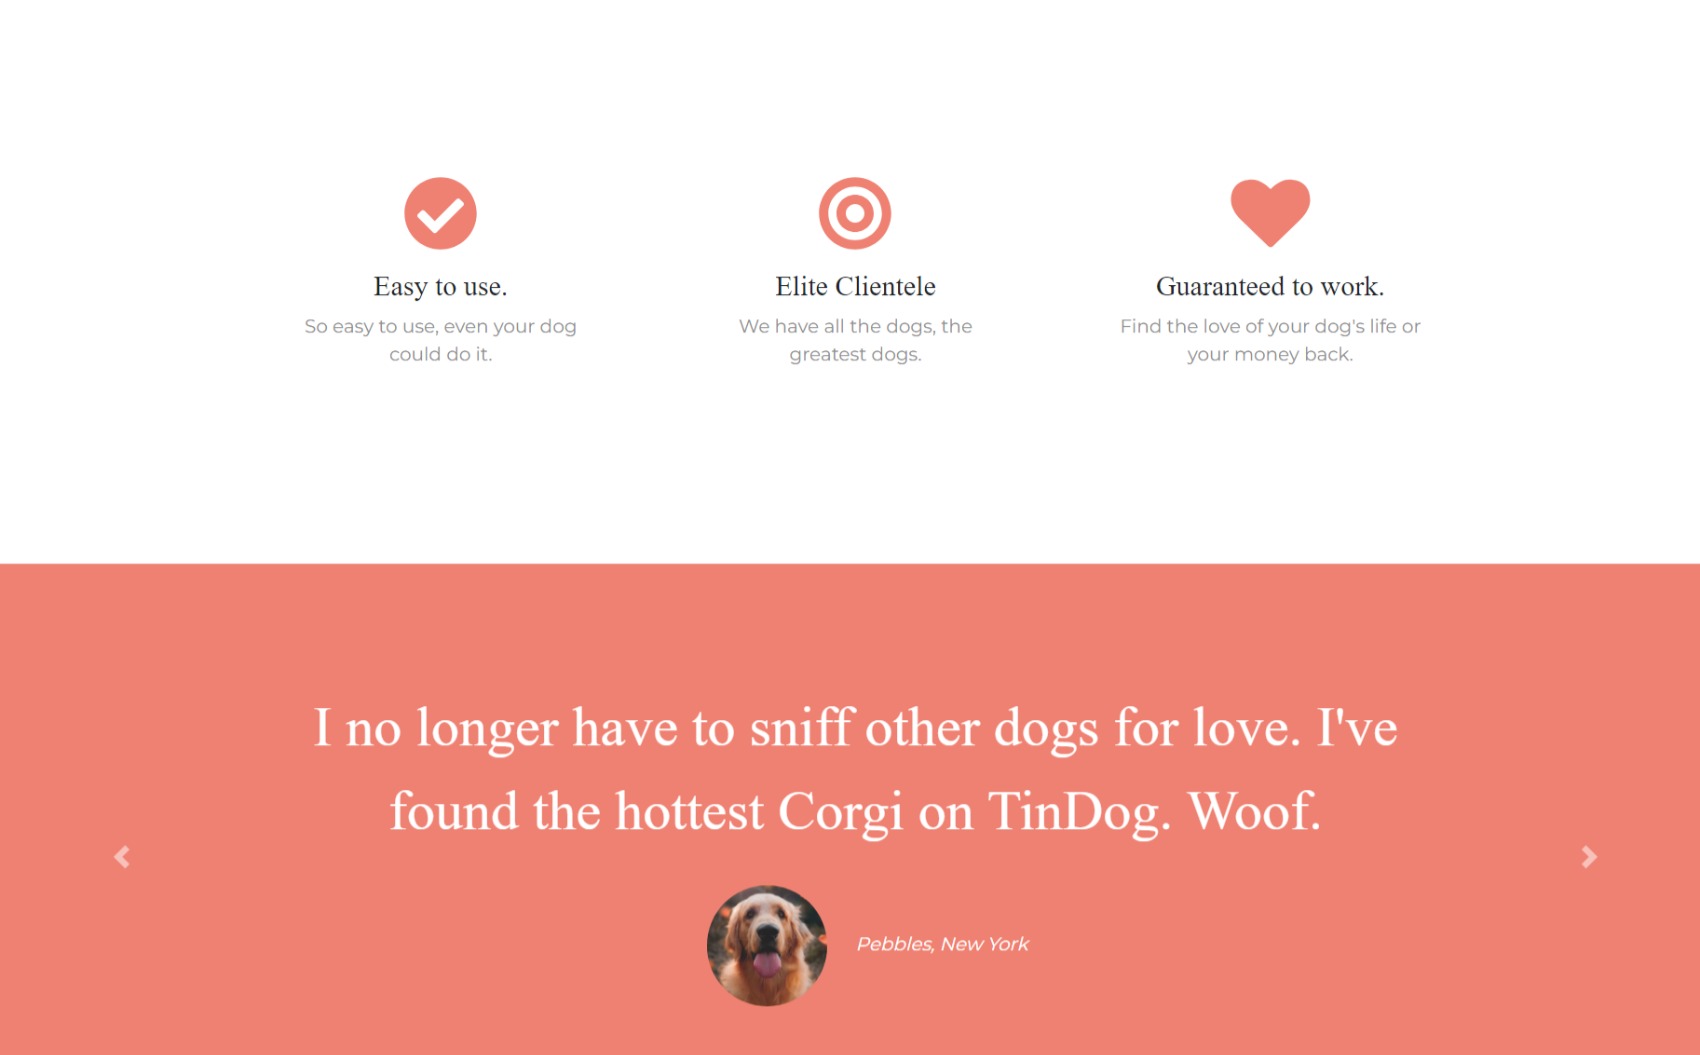 Easy to use.
So easy to use, even your dog
could do it.
Elite Clientele
We have all the dogs, the
greatest dogs.
Guaranteed to work.
Find the love of your dog's life or
your money back.
I no longer have to sniff other dogs for love. I've
found the hottest Corgi on TinDog. Woof.
Pebbles, New York